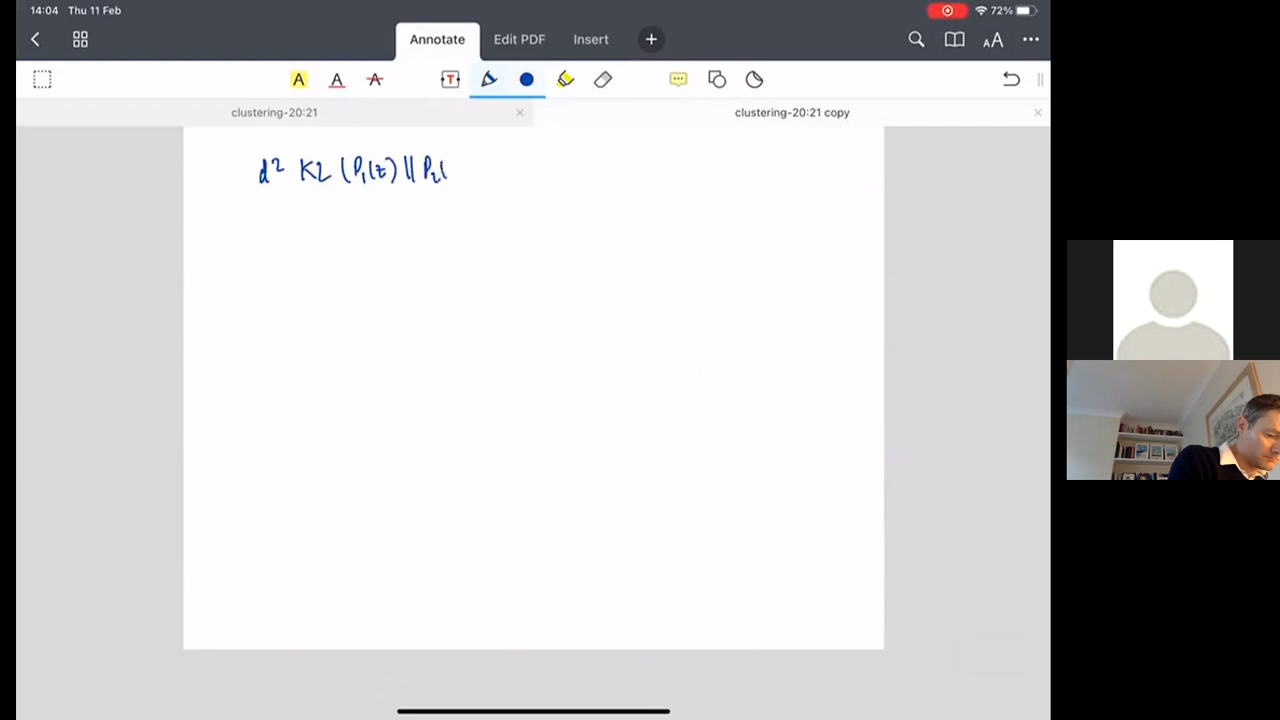 14:04 Thu 11 Feb
72%
Annotate Edit PDF Insert
A A A T AA
clustering-20:21
clustering-20:21 copy
d² KL (P₁(z) || P₂(